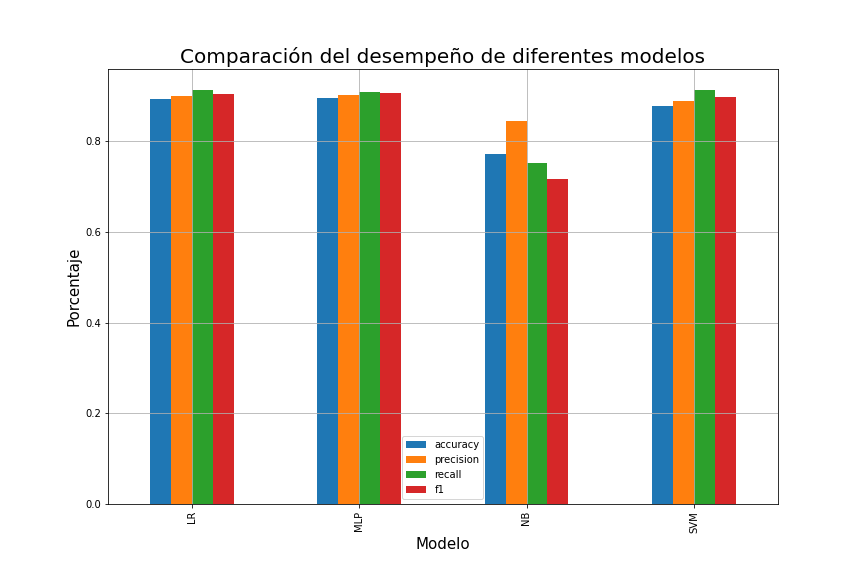 Comparación del desempeño de diferentes modelos
Porcentaje
0.8
0.6
0.4
0.2
0.0
accuracy
precision
recall
f1
LR
MLP
NB
SVM
Modelo